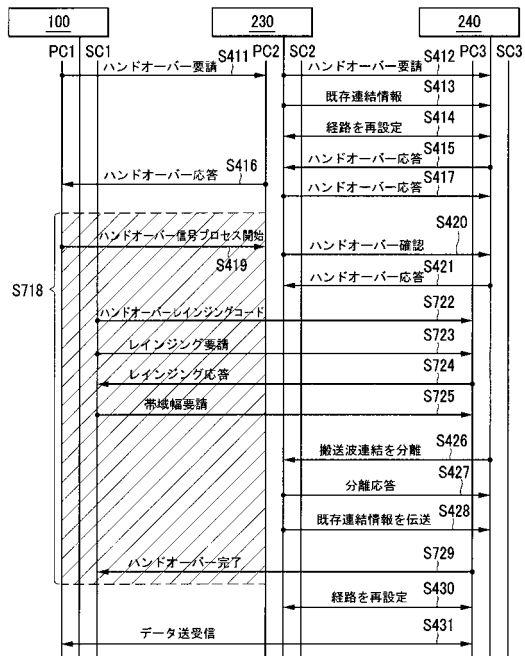 100 230 240
PC1 SC1 PC2 SC2 PC3 SC3
S411
ハンドオーバー要請
S412
ハンドオーバー要請
S413
既存連結情報
S414
経路を再設定
S415
ハンドオーバー応答
S416
ハンドオーバー応答
S417
ハンドオーバー応答
S718
ハンドオーバー信号プロセス開始
S419
S420
ハンドオーバー確認
S421
ハンドオーバー応答
S722
ハンドオーバーレインジングコード
S723
レインジング要請
S724
レインジング応答
S725
帯域幅要請
S426
搬送波連結を分離
S427
分離応答
S428
既存連結情報を伝送
S729
ハンドオーバー完了
S430
経路を再設定
S431
データ送受信